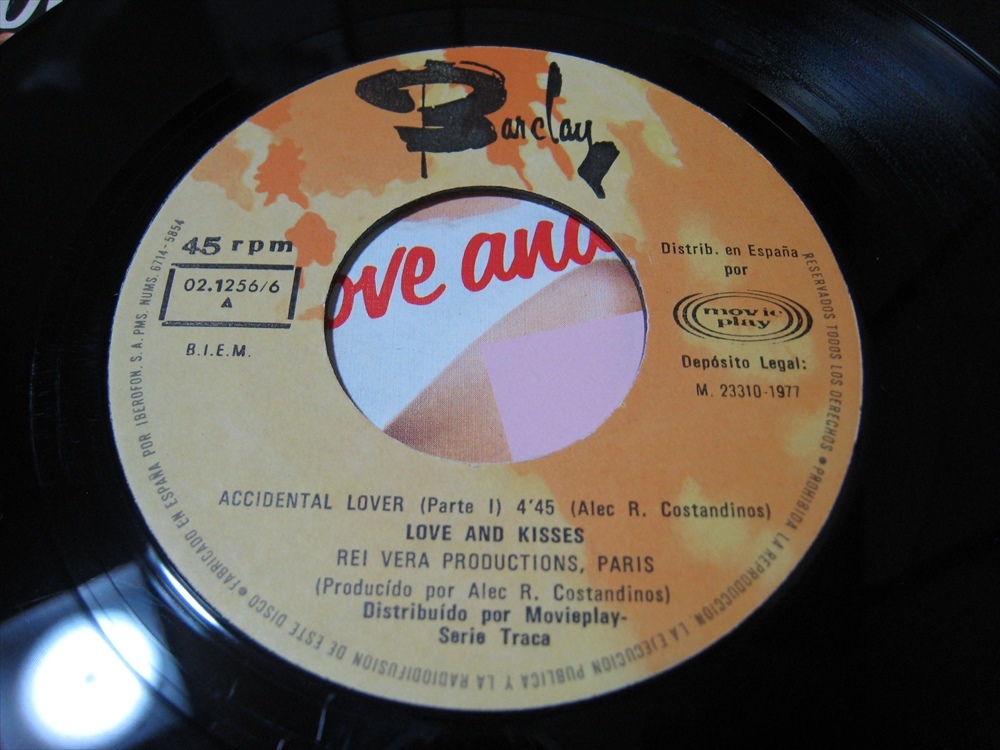 Barclay
45 rpm
02.1256/6
A
B.I.E.M.
ove and
Distrib. en España
por
movie
play
Depósito Legal:
M. 23310-1977
ACCIDENTAL LOVER (Parte I) 4'45 (Alec R. Costandinos)
LOVE AND KISSES
REI VERA PRODUCTIONS, PARIS
(Producído por Alec R. Costandinos)
Distribuído por Movieplay-
Serie Traca
RESERVADOS TODOS LOS DERECHOS • PROHIBIDA LA REPRODUCCION, LA EJECUCION PUBLICA Y LA RADIODIFUSION DE ESTE DISCO • FABRICADO EN ESPAÑA POR IBEROFON. S. A. PMS. NUMS. 6714-5854